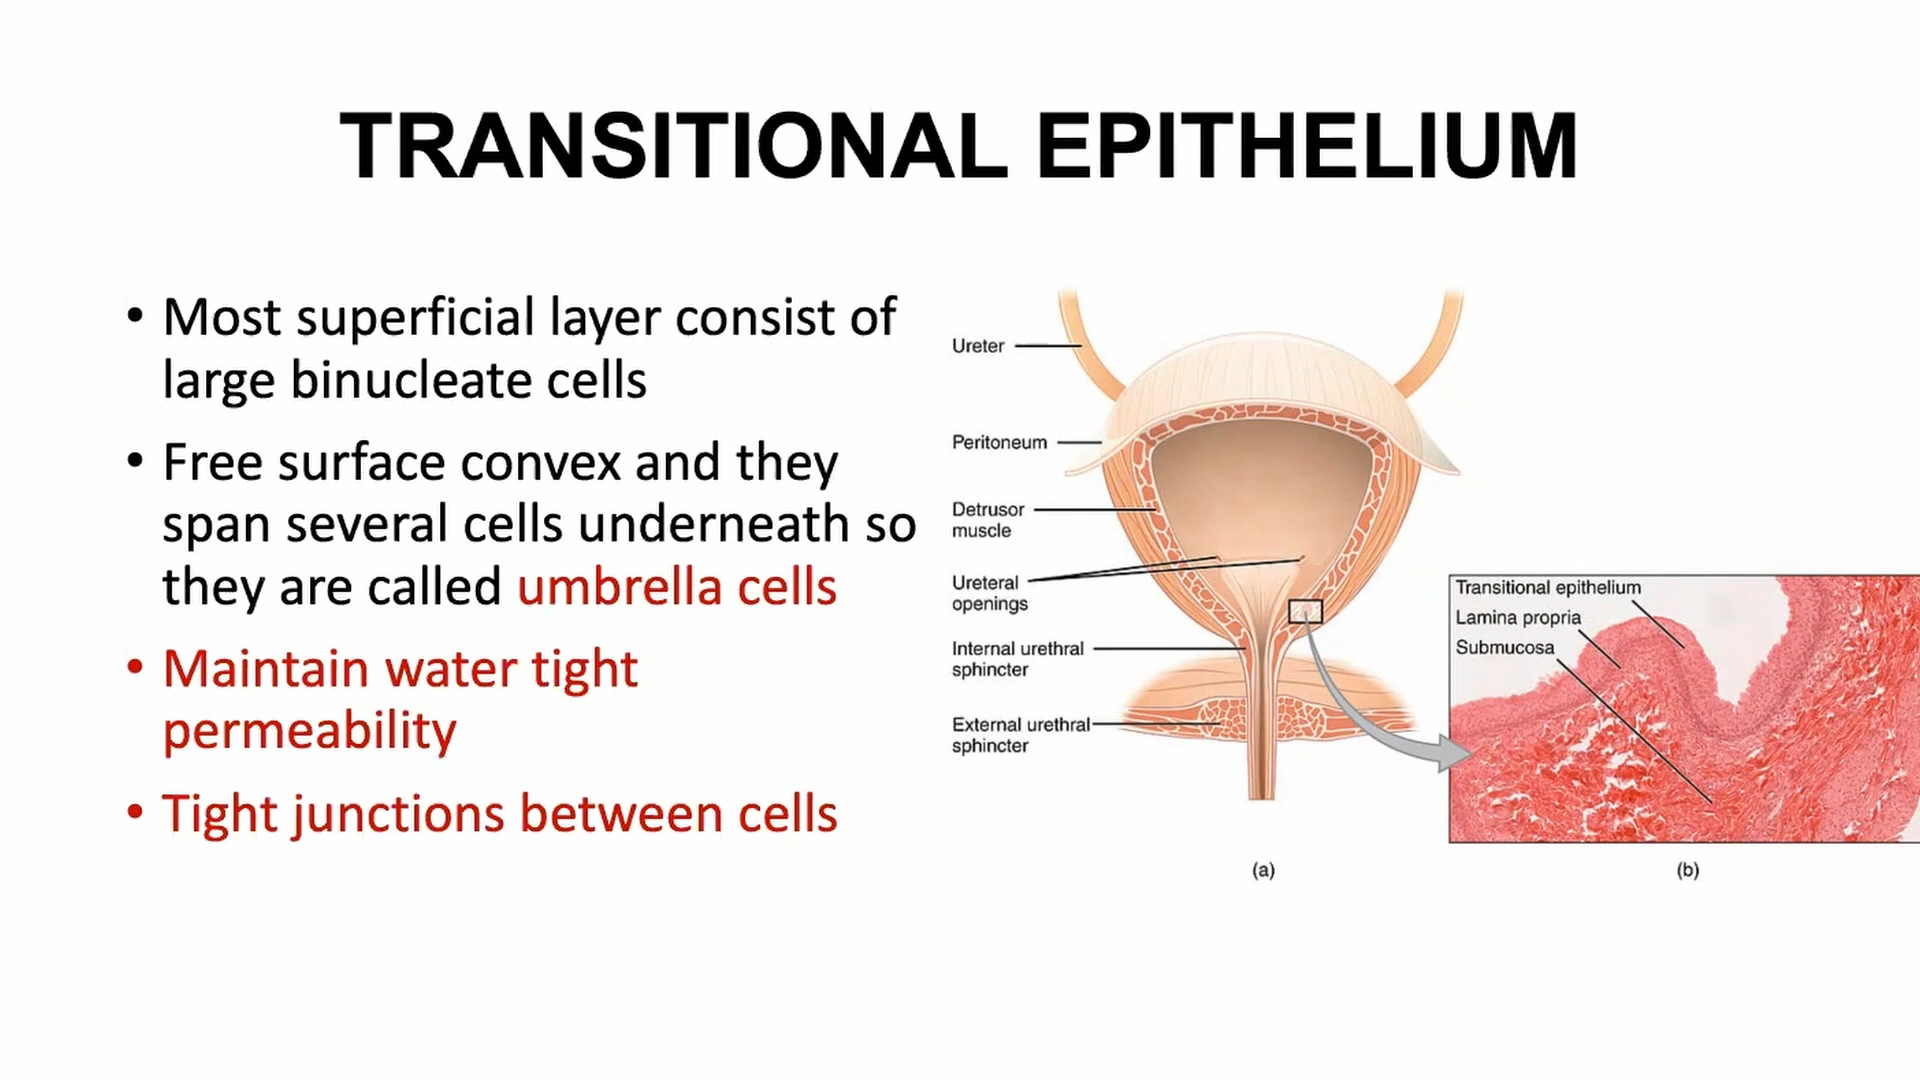 TRANSITIONAL EPITHELIUM
• Most superficial layer consist of
large binucleate cells
• Free surface convex and they
span several cells underneath so
they are called umbrella cells
• Maintain water tight
permeability
• Tight junctions between cells
Ureter
Peritoneum
Detrusor
muscle
Ureteral
openings
Internal urethral
sphincter
External urethral
sphincter
(a)
Transitional epithelium
Lamina propria
Submucosa
(b)